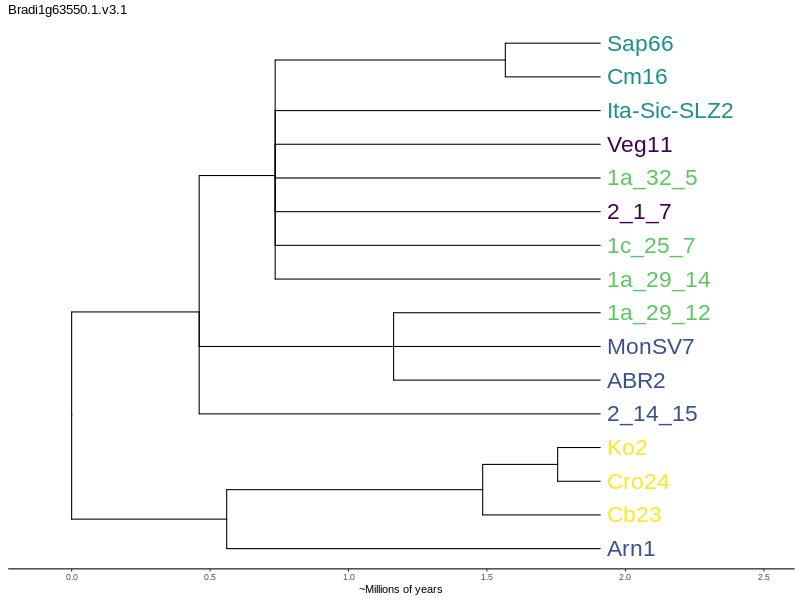 Bradi1g63550.1.v3.1
Sap66
Cm16
Ita-Sic-SLZ2
Veg11
1a_32_5
2_1_7
1c_25_7
1a_29_14
1a_29_12
MonSV7
ABR2
2_14_15
Ko2
Cro24
Cb23
Arn1
0.0 0.5 1.0 1.5 2.0 2.5
~Millions of years